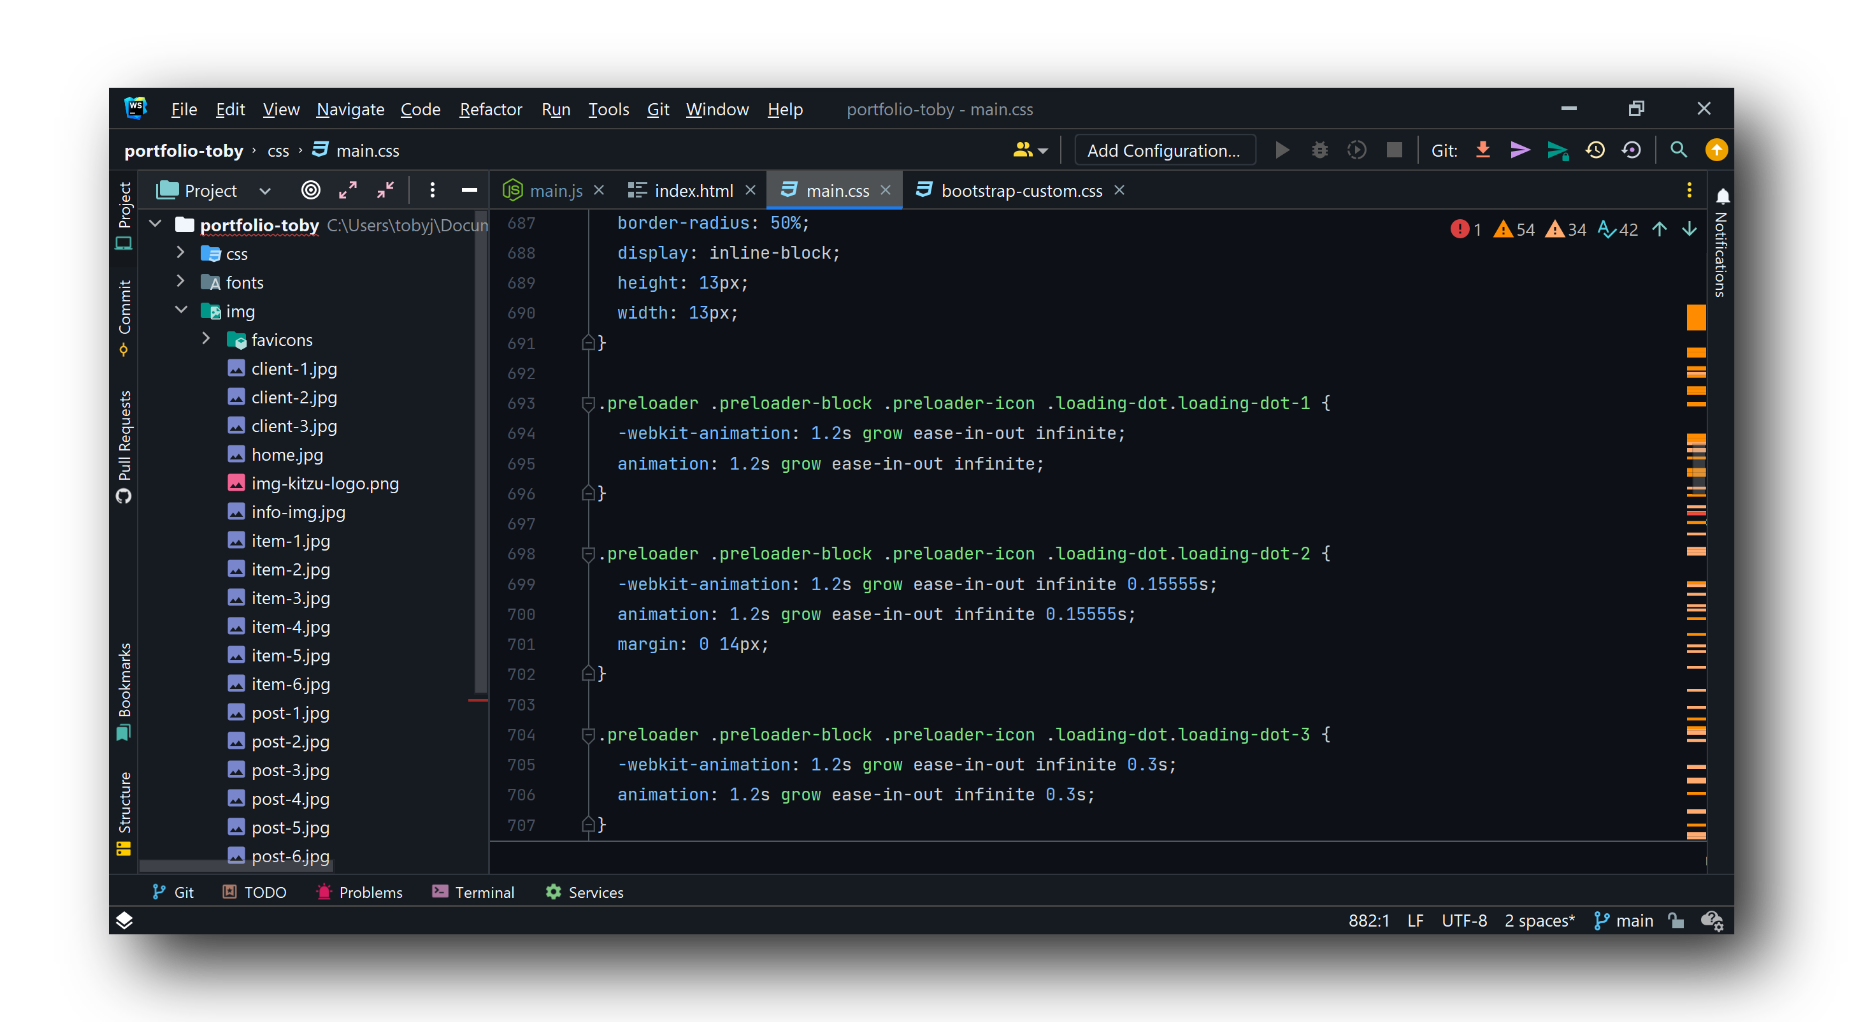 WS File Edit View Navigate Code Refactor Run Tools Git Window Help portfolio-toby - main.css
portfolio-toby › css › main.css Add Configuration... Git:
Project
main.js index.html main.css bootstrap-custom.css
Project
Commit
Pull Requests
Bookmarks
Structure
portfolio-toby C:\Users\tobyj\Docun
css
fonts
img
favicons
client-1.jpg
client-2.jpg
client-3.jpg
home.jpg
img-kitzu-logo.png
info-img.jpg
item-1.jpg
item-2.jpg
item-3.jpg
item-4.jpg
item-5.jpg
item-6.jpg
post-1.jpg
post-2.jpg
post-3.jpg
post-4.jpg
post-5.jpg
post-6.jpg
1 54 34 42
687 border-radius: 50%;
688 display: inline-block;
689 height: 13px;
690 width: 13px;
691 }
692
693 .preloader .preloader-block .preloader-icon .loading-dot.loading-dot-1 {
694 -webkit-animation: 1.2s grow ease-in-out infinite;
695 animation: 1.2s grow ease-in-out infinite;
696 }
697
698 .preloader .preloader-block .preloader-icon .loading-dot.loading-dot-2 {
699 -webkit-animation: 1.2s grow ease-in-out infinite 0.15555s;
700 animation: 1.2s grow ease-in-out infinite 0.15555s;
701 margin: 0 14px;
702 }
703
704 .preloader .preloader-block .preloader-icon .loading-dot.loading-dot-3 {
705 -webkit-animation: 1.2s grow ease-in-out infinite 0.3s;
706 animation: 1.2s grow ease-in-out infinite 0.3s;
707 }
Notifications
Git TODO Problems Terminal Services
882:1 LF UTF-8 2 spaces* main